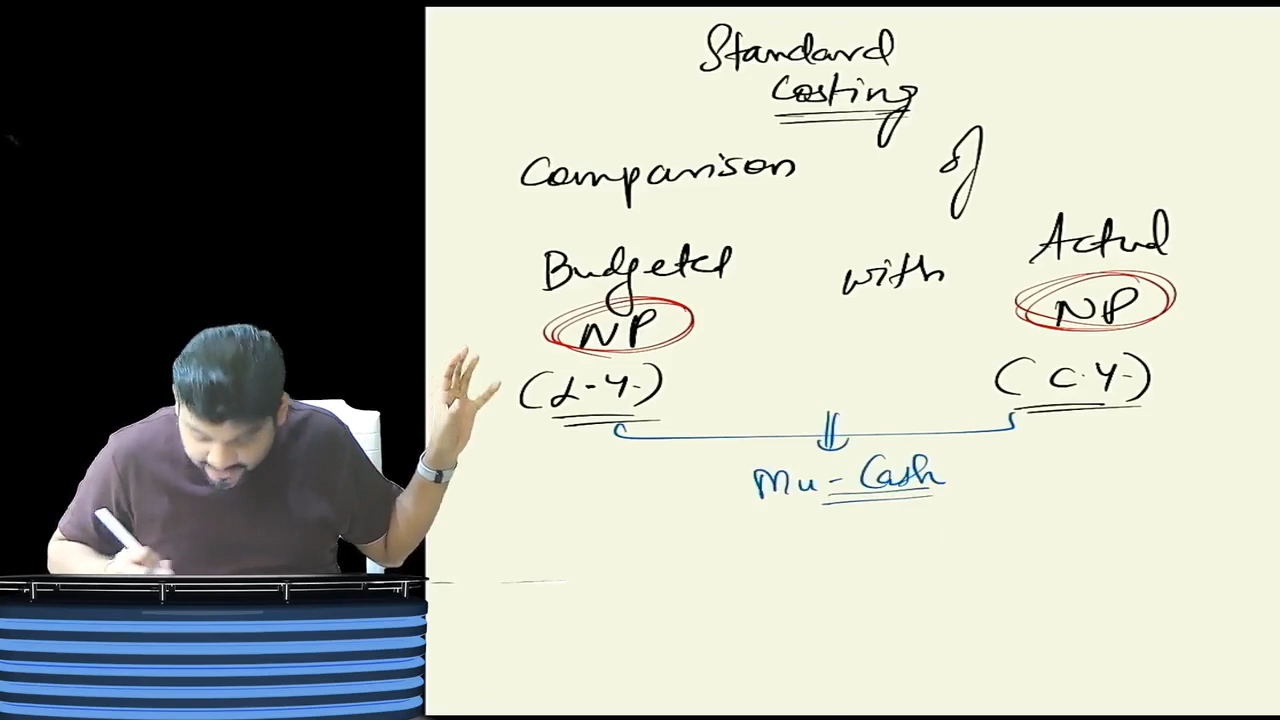 Standard
Costing
Comparison of
Budgeted with Actual
NP NP
(L.Y.) (C.Y.)
Mu-Cash